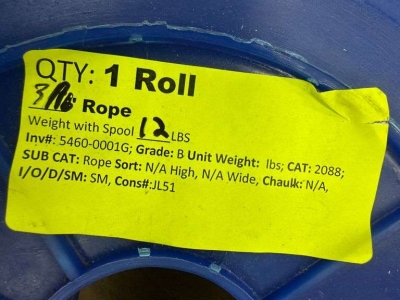 QTY: 1 Roll
Rope
Weight with Spool 12 LBS
Inv#: 5460-0001G; Grade: B Unit Weight: lbs; CAT: 2088;
SUB CAT: Rope Sort: N/A High, N/A Wide, Chaulk: N/A,
I/O/D/SM: SM, Cons#:JL51